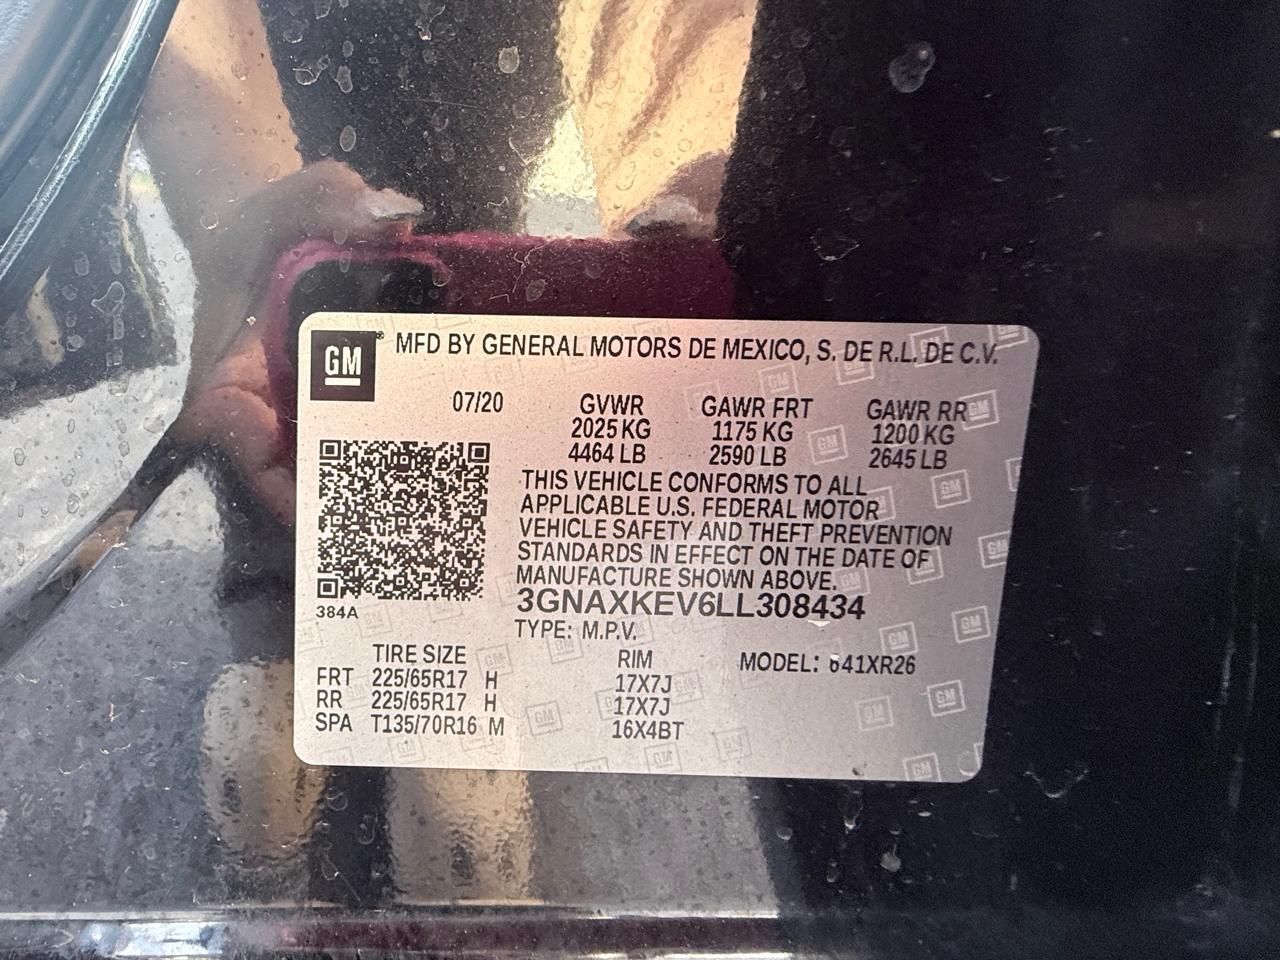 GM
MFD BY GENERAL MOTORS DE MEXICO, S. DE R.L. DE C.V.
07/20 GVWR GAWR FRT GAWR RR
2025 KG 1175 KG 1200 KG
4464 LB 2590 LB 2645 LB
THIS VEHICLE CONFORMS TO ALL
APPLICABLE U.S. FEDERAL MOTOR
VEHICLE SAFETY AND THEFT PREVENTION
STANDARDS IN EFFECT ON THE DATE OF
MANUFACTURE SHOWN ABOVE.
3GNAXKEV6LL308434
384A
TYPE: M.P.V.
TIRE SIZE RIM MODEL: 641XR26
FRT 225/65R17 H 17X7J
RR 225/65R17 H 17X7J
SPA T135/70R16 M 16X4BT